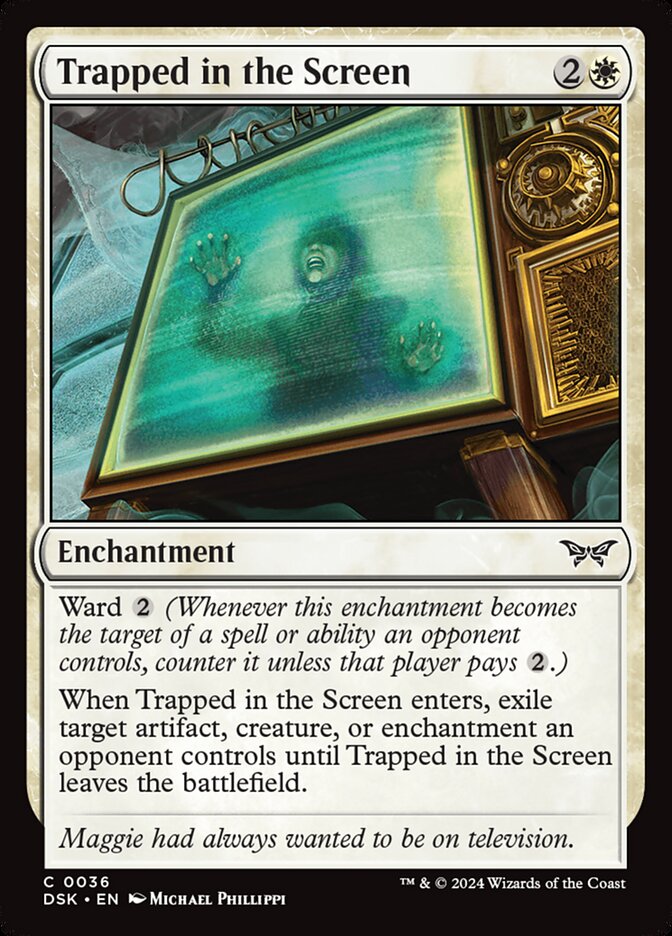 Trapped in the Screen 2
Enchantment
Ward 2 (Whenever this enchantment becomes
the target of a spell or ability an opponent
controls, counter it unless that player pays 2.)
When Trapped in the Screen enters, exile
target artifact, creature, or enchantment an
opponent controls until Trapped in the Screen
leaves the battlefield.
Maggie had always wanted to be on television.
C 0036
DSK • EN Michael Phillippi
™ & © 2024 Wizards of the Coast